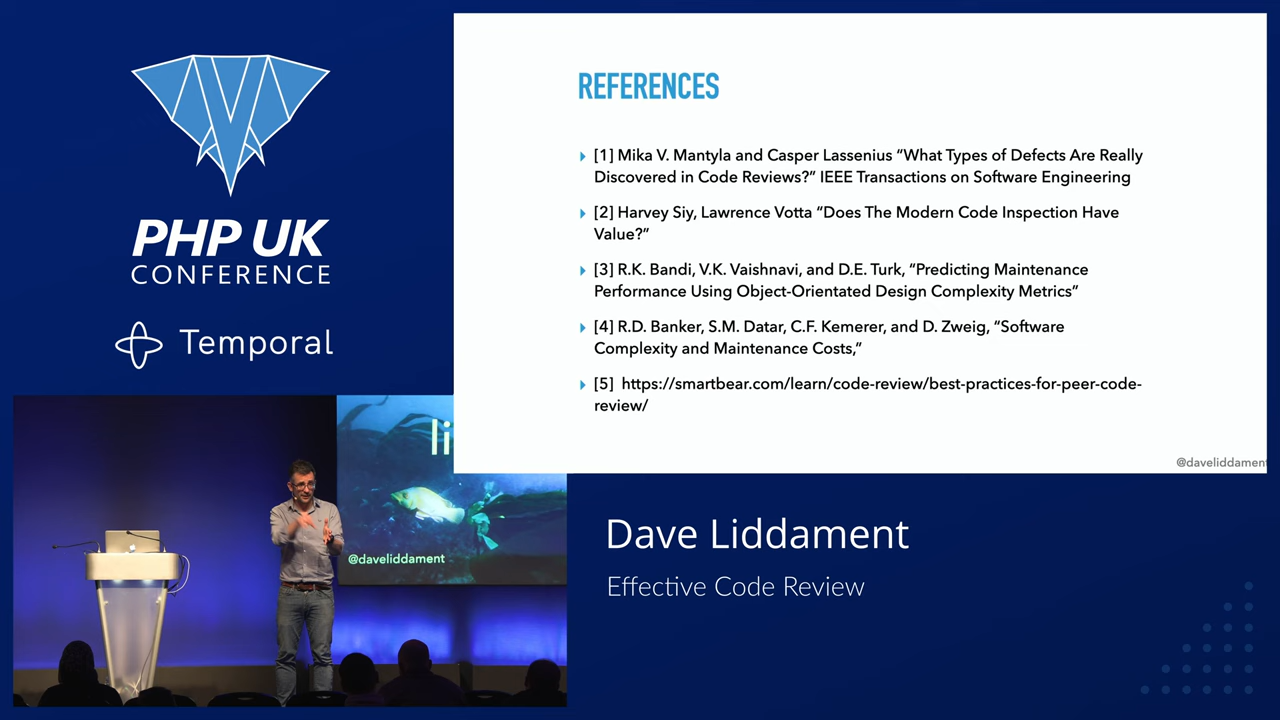 PHP UK
CONFERENCE
Temporal
REFERENCES
[1] Mika V. Mantyla and Casper Lassenius “What Types of Defects Are Really
Discovered in Code Reviews?” IEEE Transactions on Software Engineering
[2] Harvey Siy, Lawrence Votta “Does The Modern Code Inspection Have
Value?”
[3] R.K. Bandi, V.K. Vaishnavi, and D.E. Turk, “Predicting Maintenance
Performance Using Object-Orientated Design Complexity Metrics”
[4] R.D. Banker, S.M. Datar, C.F. Kemerer, and D. Zweig, “Software
Complexity and Maintenance Costs,”
[5] https://smartbear.com/learn/code-review/best-practices-for-peer-code-
review/
@daveliddament
li
@daveliddament
Dave Liddament
Effective Code Review